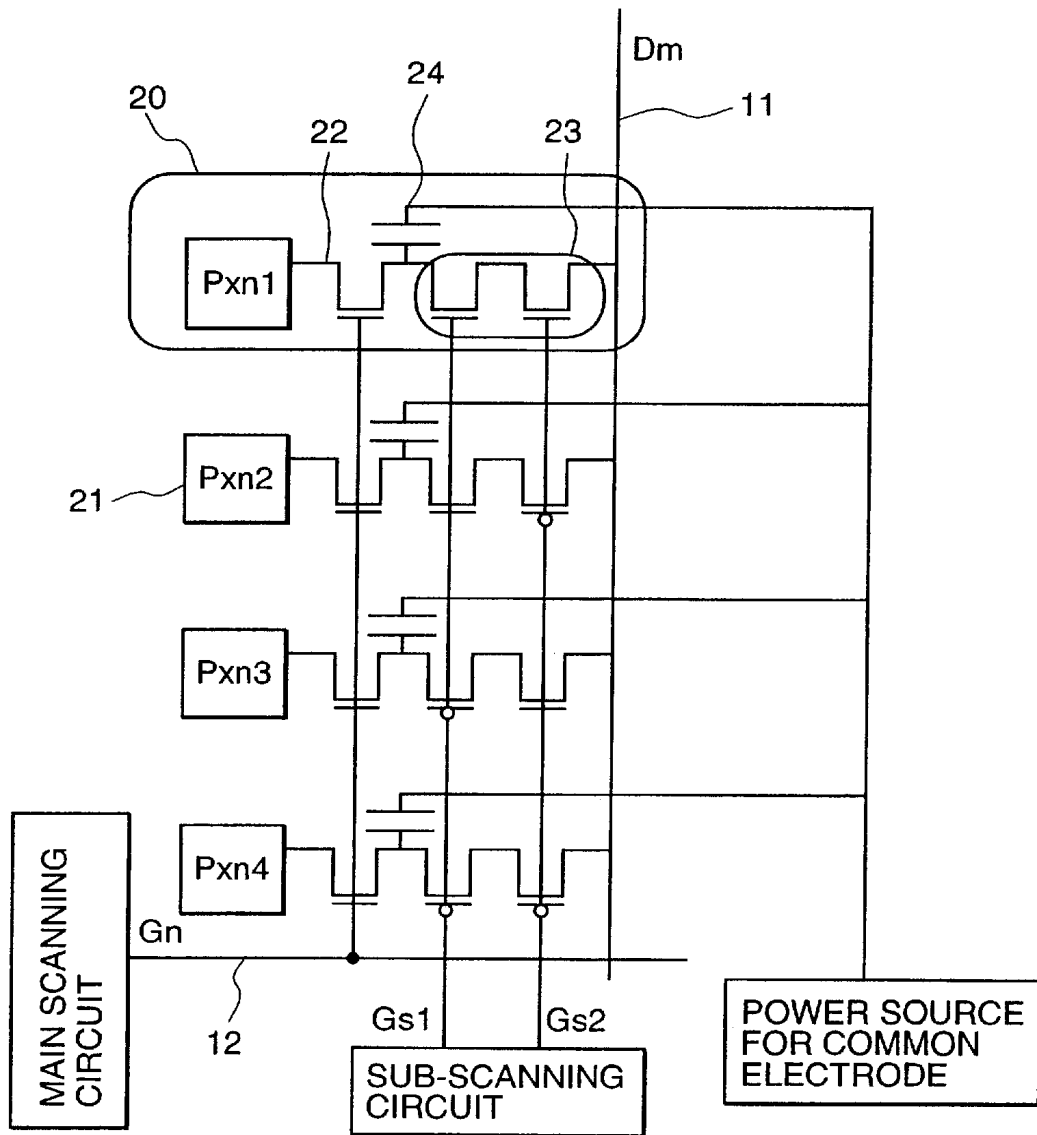 Dm
24
11
20
22
23
Pxn1
Pxn2
21
Pxn3
Pxn4
MAIN SCANNING
CIRCUIT
Gn
12
Gs1
Gs2
SUB-SCANNING
CIRCUIT
POWER SOURCE
FOR COMMON
ELECTRODE